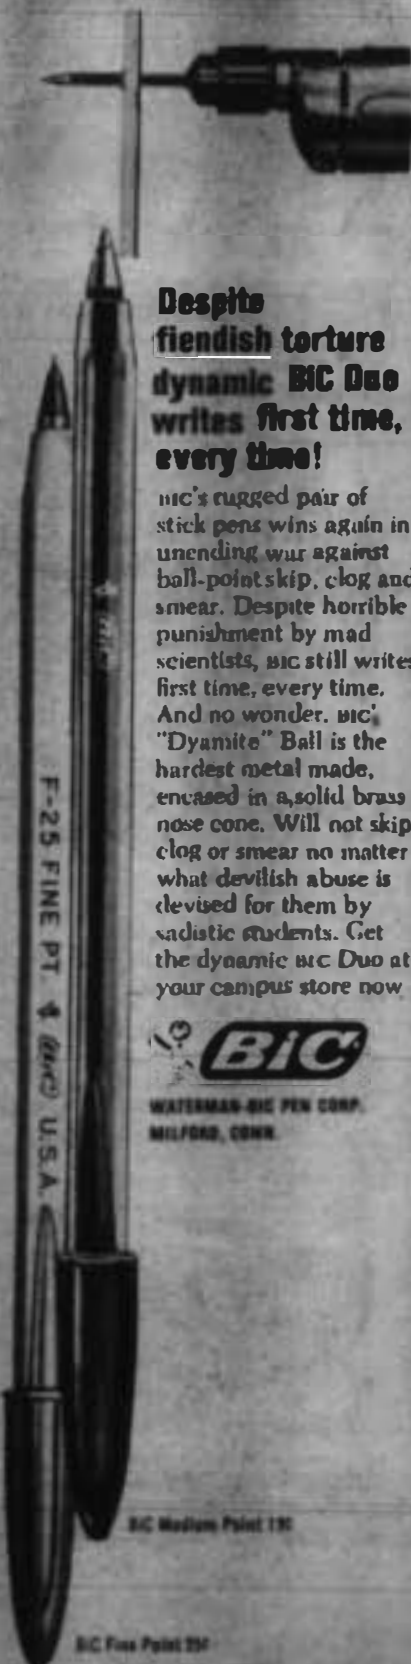 Despite
fiendish torture
dynamic BiC Duo
writes first time,
every time!
BIC's rugged pair of
stick pens wins again in
unending war against
ball-point skip, clog and
smear. Despite horrible
punishment by mad
scientists, BIC still writes
first time, every time.
And no wonder. BIC's
"Dyamite" Ball is the
hardest metal made,
encased in a solid brass
nose cone. Will not skip
clog or smear no matter
what devilish abuse is
devised for them by
sadistic students. Get
the dynamic BIC Duo at
your campus store now
BiC
WATERMAN-BIC PEN CORP.
MILFORD, CONN.
F-25 FINE PT. BiC U.S.A.
BiC Medium Point 19¢
BiC Fine Point 25¢